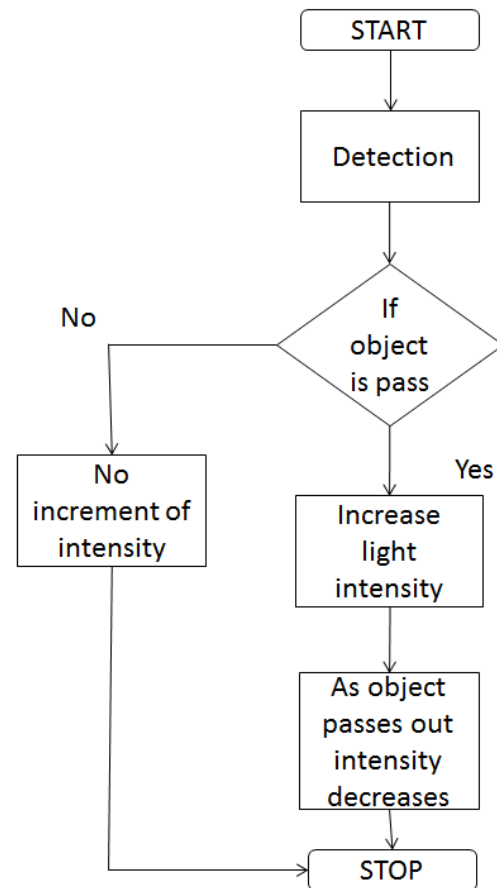 START
Detection
If
object
is pass
No
Yes
No
increment of
intensity
Increase
light
intensity
As object
passes out
intensity
decreases
STOP